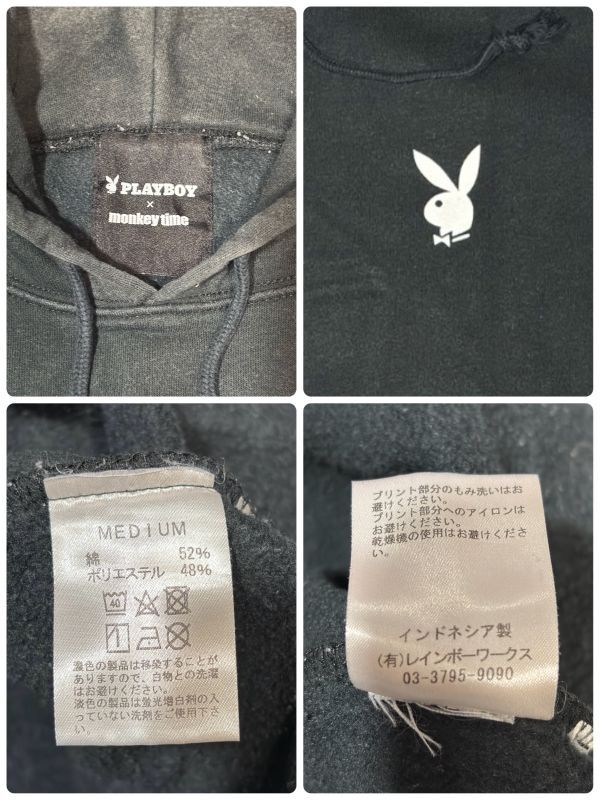 PLAYBOY
×
monkey time
MEDIUM
綿 52%
ポリエステル 48%
40
濃色の製品は移染することが
ありますので、白物との洗濯
はお避けください。
淡色の製品は蛍光増白剤の入
っていない洗剤をご使用下さ
い。
プリント部分のもみ洗いはお
避けください。
プリント部分へのアイロンは
お避けください。
乾燥機の使用はお避けください。
インドネシア製
(有)レインボーワークス
03-3795-9090